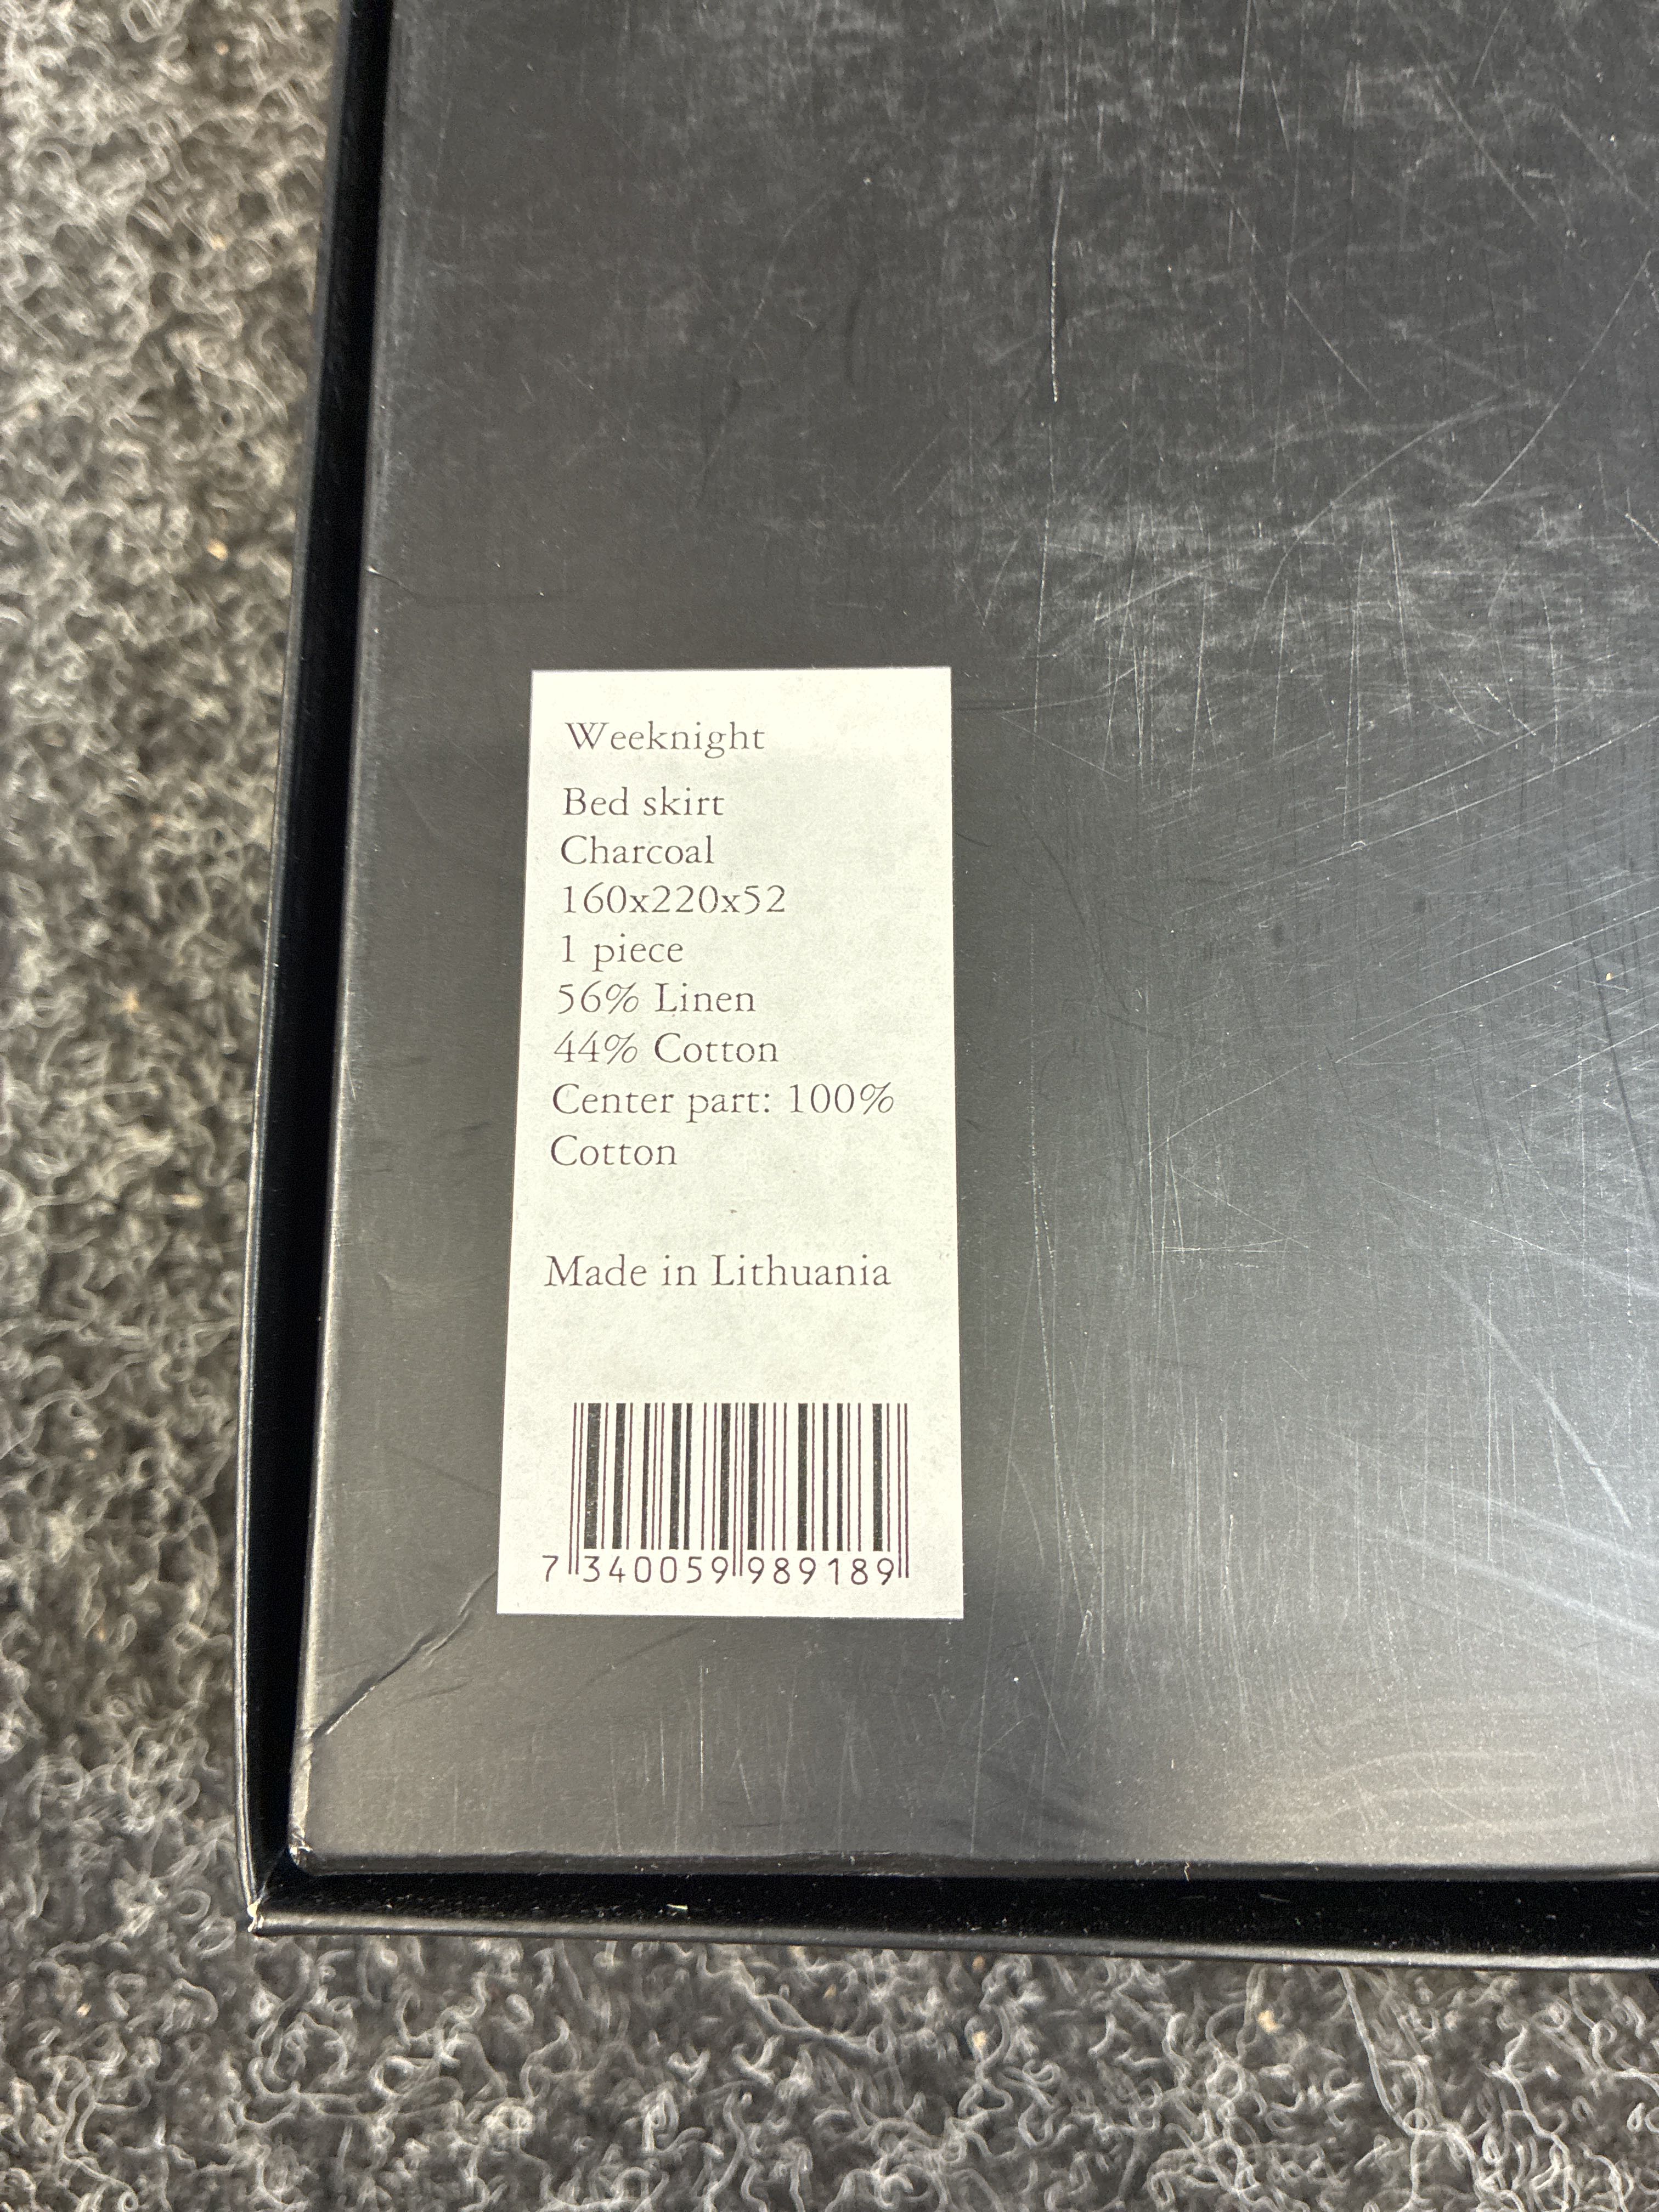 Weeknight
Bed skirt
Charcoal
160x220x52
1 piece
56% Linen
44% Cotton
Center part: 100%
Cotton
Made in Lithuania
7 340059 989189